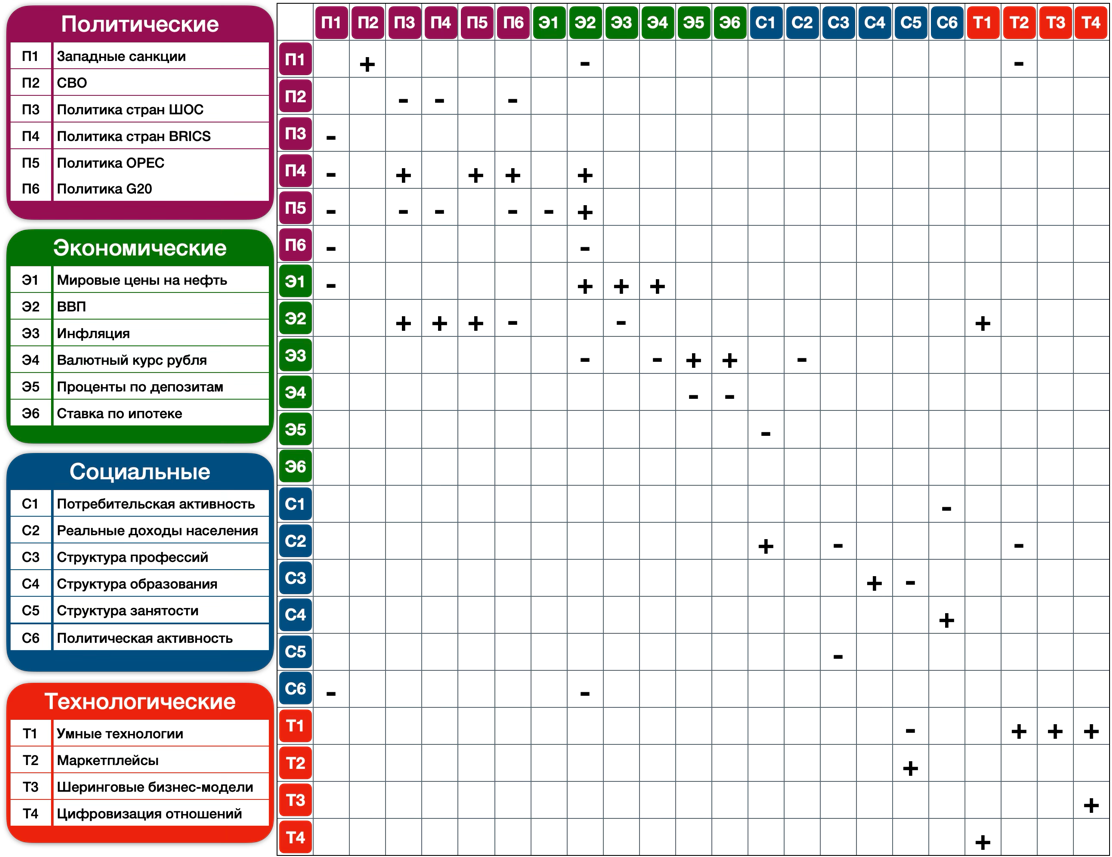 Политические
П1 Западные санкции
П2 СВО
П3 Политика стран ШОС
П4 Политика стран BRICS
П5 Политика OPEC
П6 Политика G20
Экономические
Э1 Мировые цены на нефть
Э2 ВВП
Э3 Инфляция
Э4 Валютный курс рубля
Э5 Проценты по депозитам
Э6 Ставка по ипотеке
Социальные
С1 Потребительская активность
С2 Реальные доходы населения
С3 Структура профессий
С4 Структура образования
С5 Структура занятости
С6 Политическая активность
Технологические
Т1 Умные технологии
Т2 Маркетплейсы
Т3 Шеринговые бизнес-модели
Т4 Цифровизация отношений
П1 П2 П3 П4 П5 П6 Э1 Э2 Э3 Э4 Э5 Э6 С1 С2 С3 С4 С5 С6 Т1 Т2 Т3 Т4
П1 + - -
П2 - - -
П3 -
П4 - + + + +
П5 - - - - - +
П6 - -
Э1 - + + +
Э2 + + + - - +
Э3 - - + + -
Э4 - -
Э5 -
Э6
С1 -
С2 + - -
С3 + -
С4 +
С5 -
С6 - -
Т1 - + + +
Т2 +
Т3 +
Т4 +